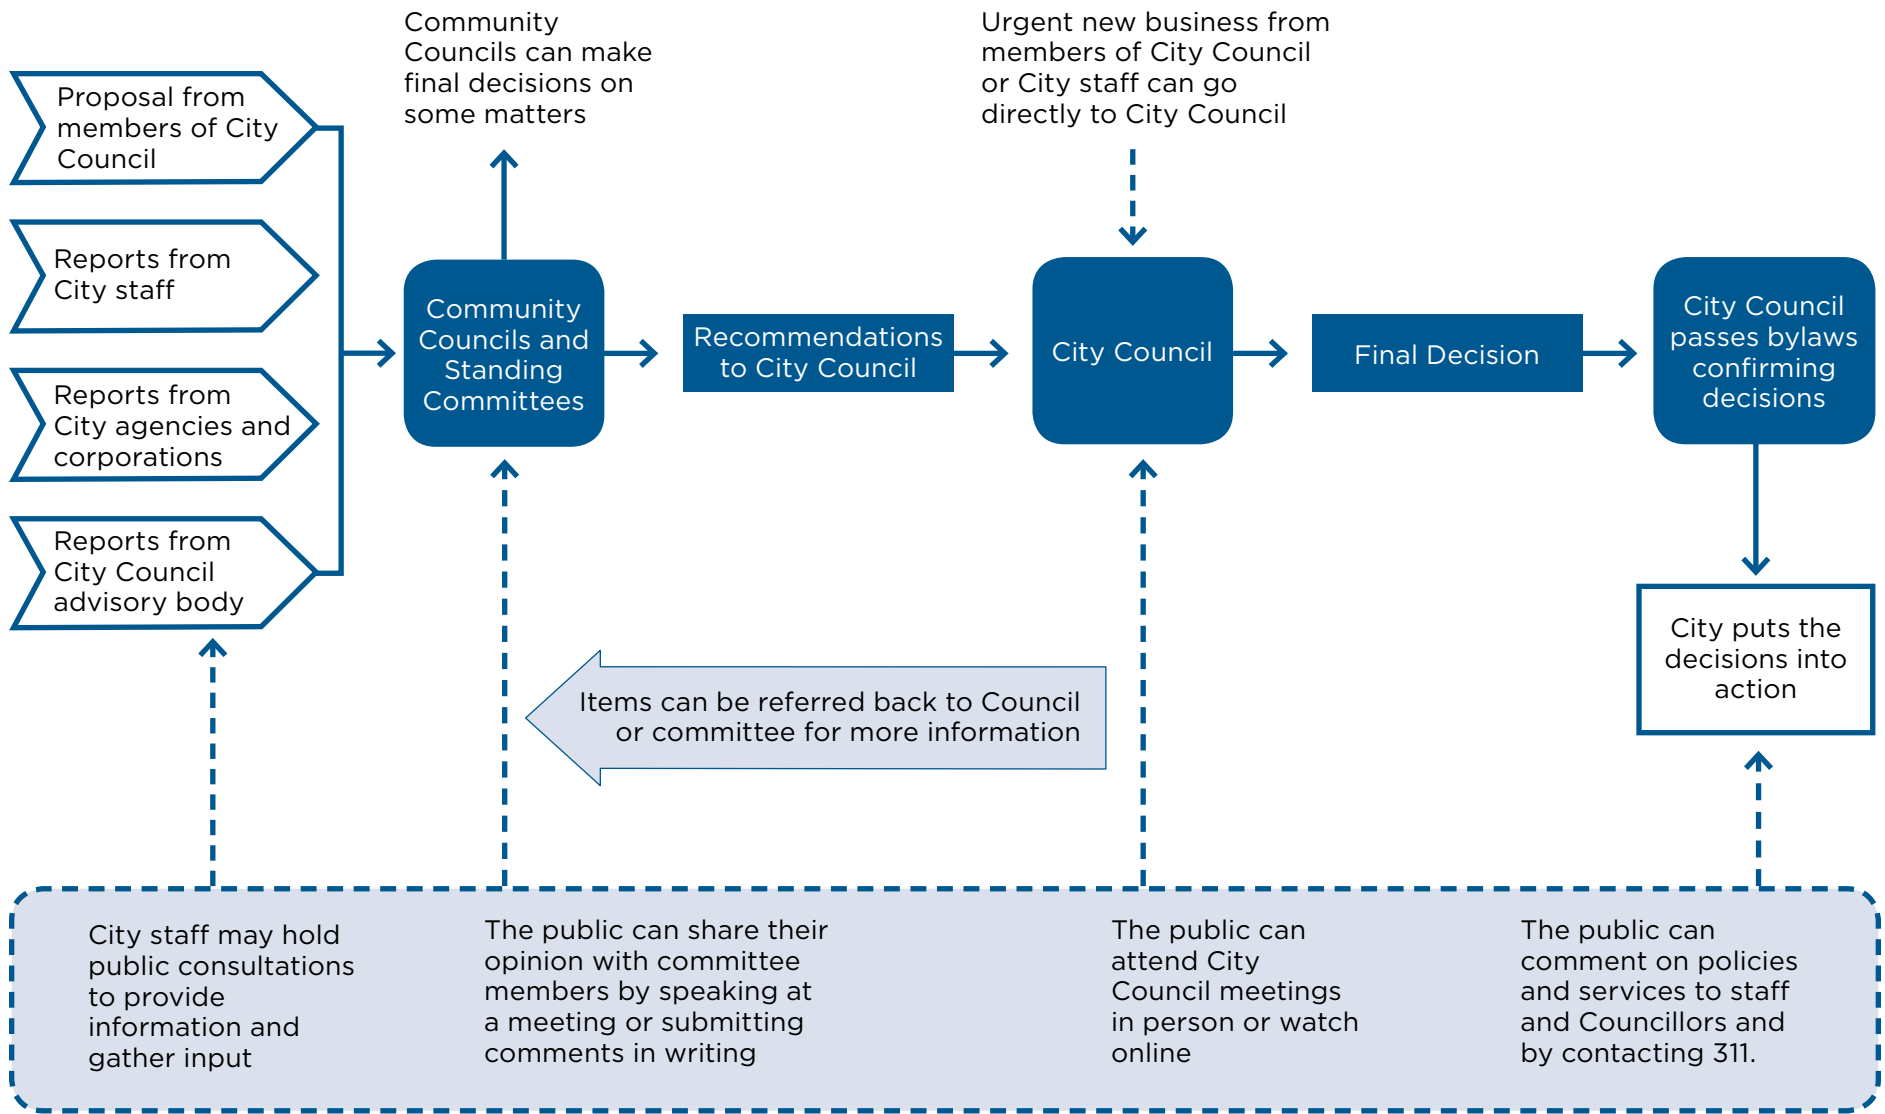 Community
Councils can make
final decisions on
some matters
Urgent new business from
members of City Council
or City staff can go
directly to City Council
Proposal from
members of City
Council
Reports from
City staff
Reports from
City agencies and
corporations
Reports from
City Council
advisory body
Community
Councils and
Standing
Committees
Recommendations
to City Council
City Council
Final Decision
City Council
passes bylaws
confirming
decisions
City puts the
decisions into
action
Items can be referred back to Council
or committee for more information
City staff may hold
public consultations
to provide
information and
gather input
The public can share their
opinion with committee
members by speaking at
a meeting or submitting
comments in writing
The public can
attend City
Council meetings
in person or watch
online
The public can
comment on policies
and services to staff
and Councillors and
by contacting 311.